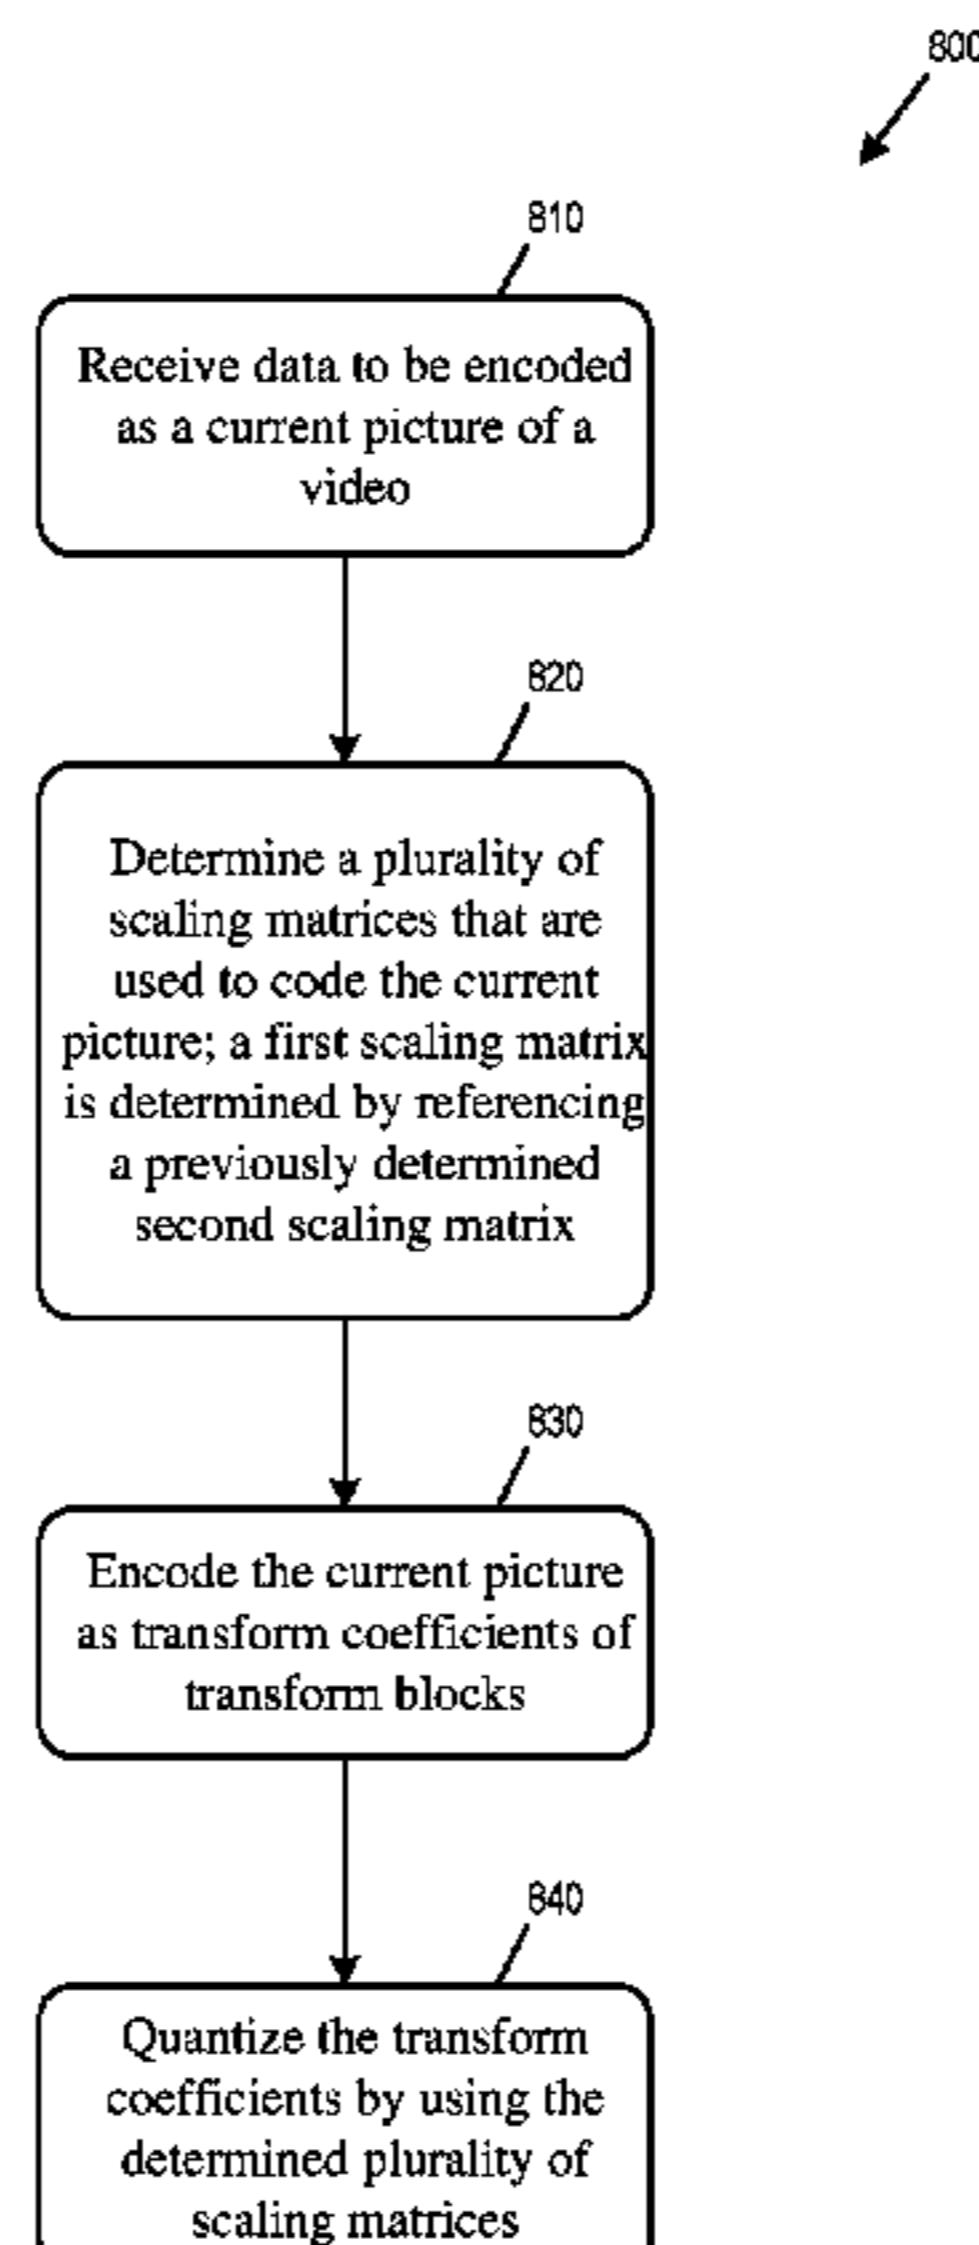 800
810
Receive data to be encoded
as a current picture of a
video
820
Determine a plurality of
scaling matrices that are
used to code the current
picture; a first scaling matrix
is determined by referencing
a previously determined
second scaling matrix
830
Encode the current picture
as transform coefficients of
transform blocks
840
Quantize the transform
coefficients by using the
determined plurality of
scaling matrices